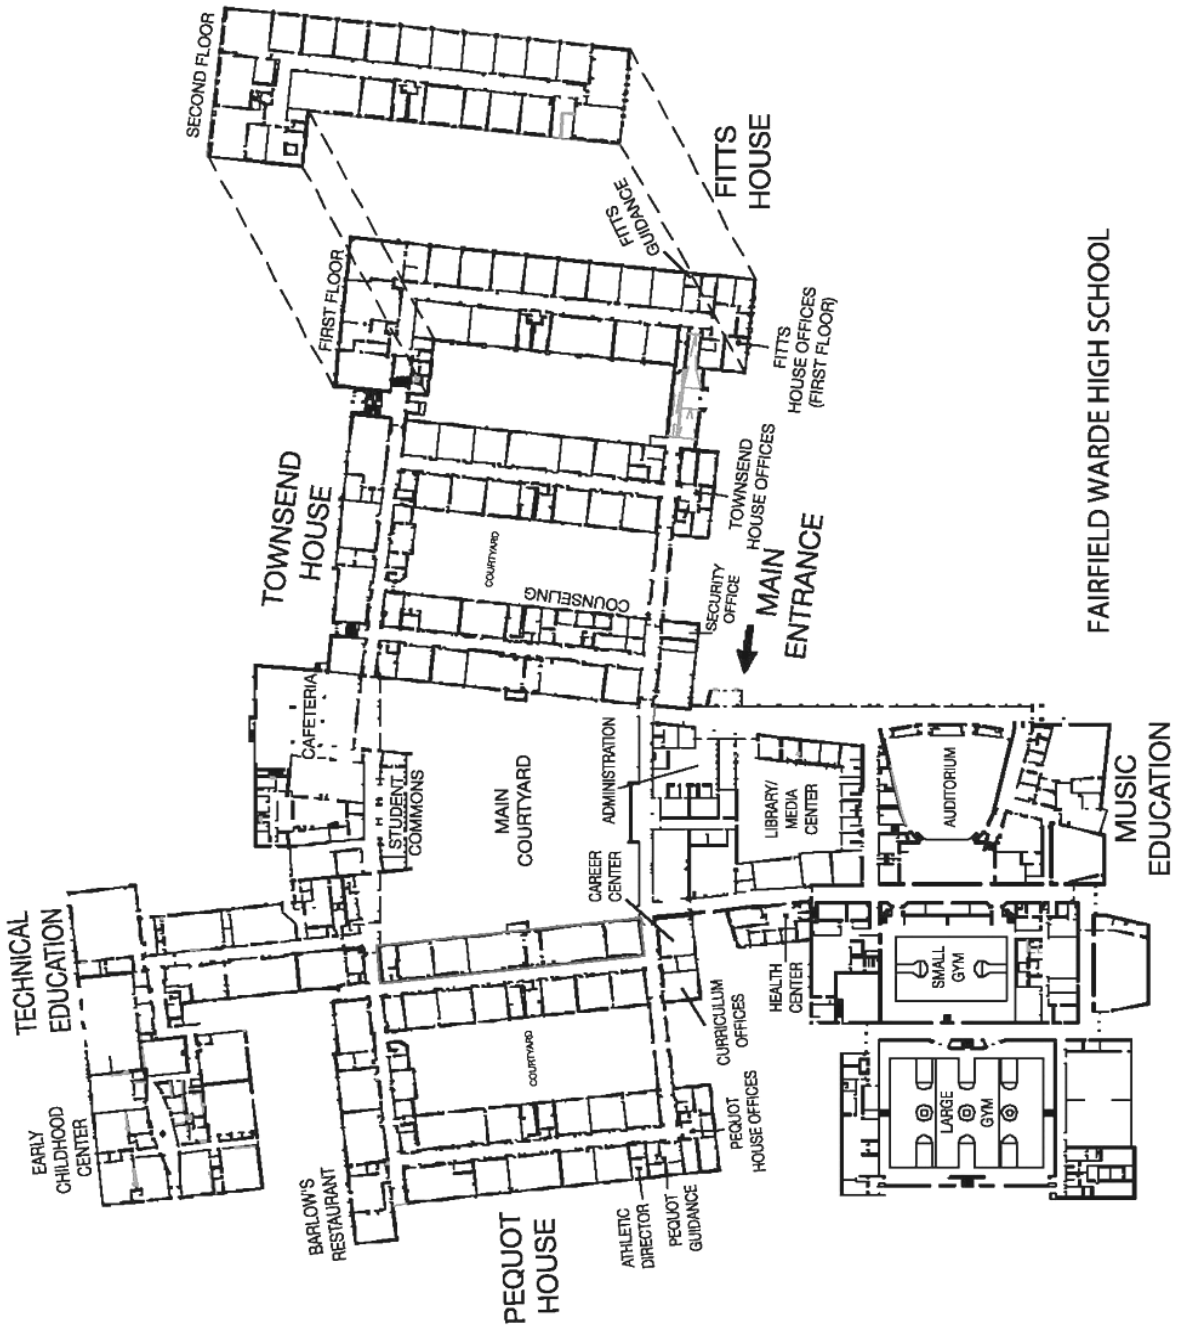 TECHNICAL
EDUCATION
EARLY
CHILDHOOD
CENTER
BARLOW'S
RESTAURANT
PEQUOT
HOUSE
ATHLETIC
DIRECTOR
PEQUOT
GUIDANCE
PEQUOT
HOUSE OFFICES
COURTYARD
CURRICULUM
OFFICES
CAREER
CENTER
HEALTH
CENTER
CAFETERIA
STUDENT
COMMONS
MAIN
COURTYARD
ADMINISTRATION
LIBRARY/
MEDIA
CENTER
AUDITORIUM
MUSIC
EDUCATION
SMALL
GYM
LARGE
GYM
TOWNSEND
HOUSE
COURTYARD
COUNSELING
SECURITY
OFFICE
MAIN
ENTRANCE
TOWNSEND
HOUSE OFFICES
FIRST FLOOR
SECOND FLOOR
FITTS
GUIDANCE
FITTS
HOUSE
FITTS
HOUSE OFFICES
(FIRST FLOOR)
FAIRFIELD WARDE HIGH SCHOOL